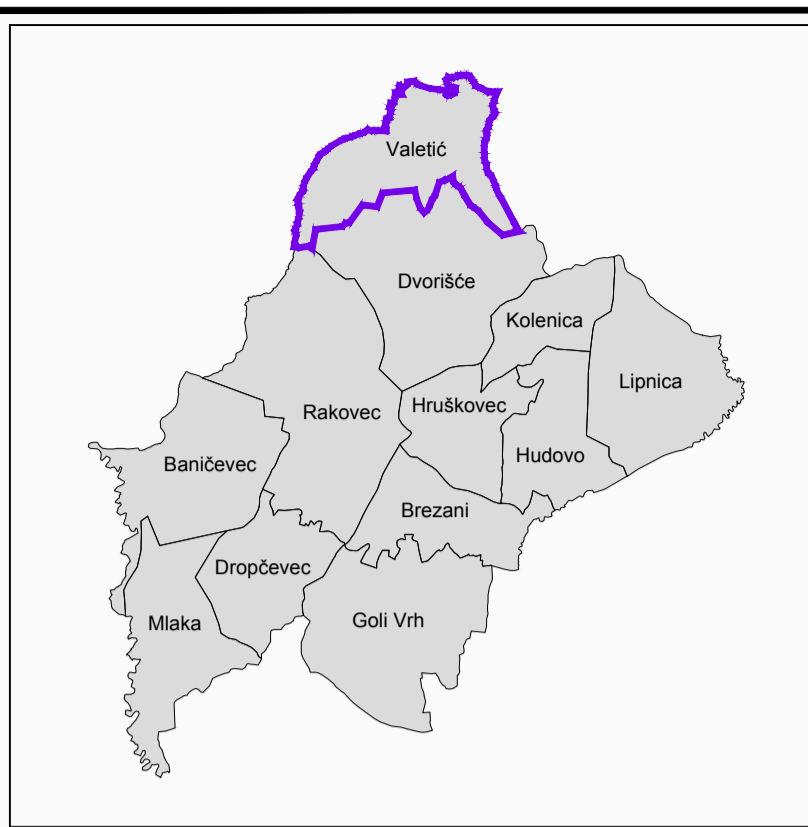 Valetić
Dvorišće
Kolenica
Lipnica
Rakovec
Hruškovec
Hudovo
Baničevec
Brezani
Dropčevec
Goli Vrh
Mlaka